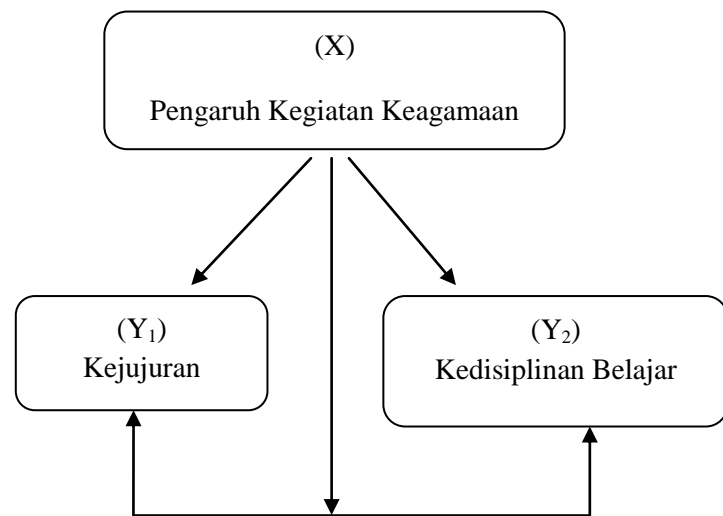 (X)
Pengaruh Kegiatan Keagamaan
(Y₁)
Kejujuran
(Y₂)
Kedisiplinan Belajar